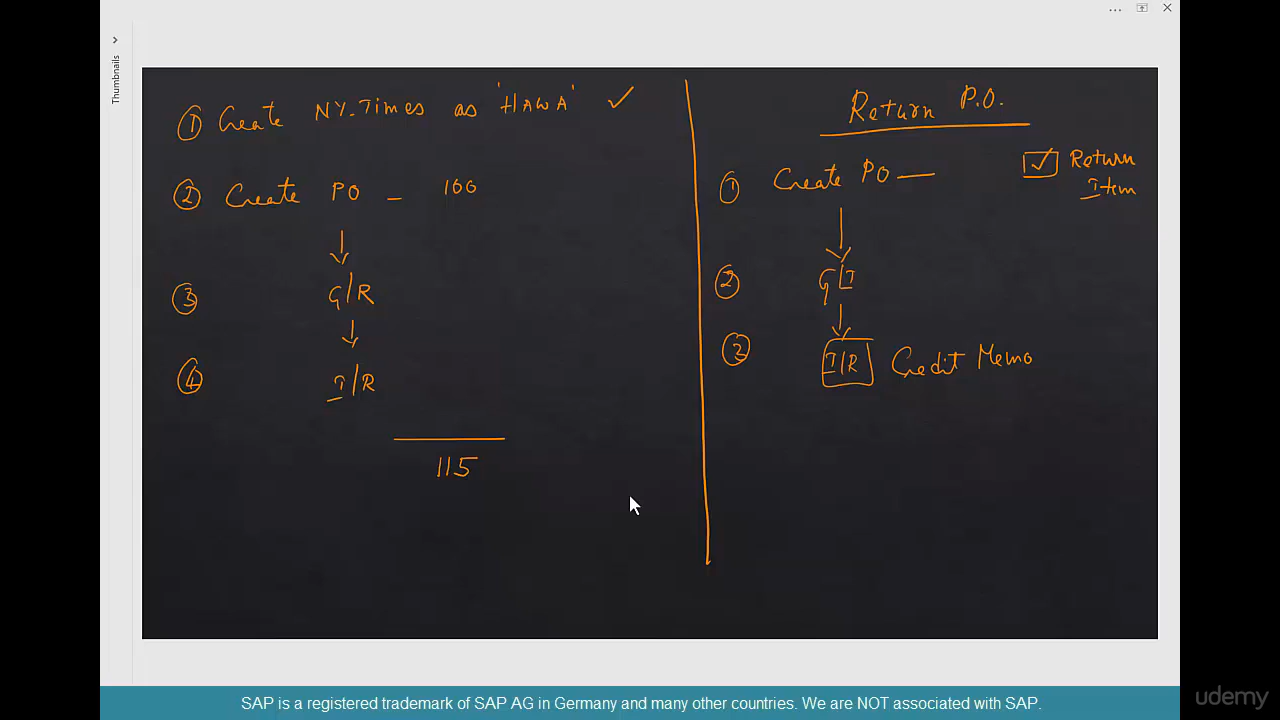 Thumbnails
① Create NY.Times as 'HAWA' ✓
② Create PO – 100
③ G/R
④ I/R
115
Return P.O.
① Create PO — ☑ Return Item
② G/I
③ I/R Credit Memo
SAP is a registered trademark of SAP AG in Germany and many other countries. We are NOT associated with SAP.
udemy